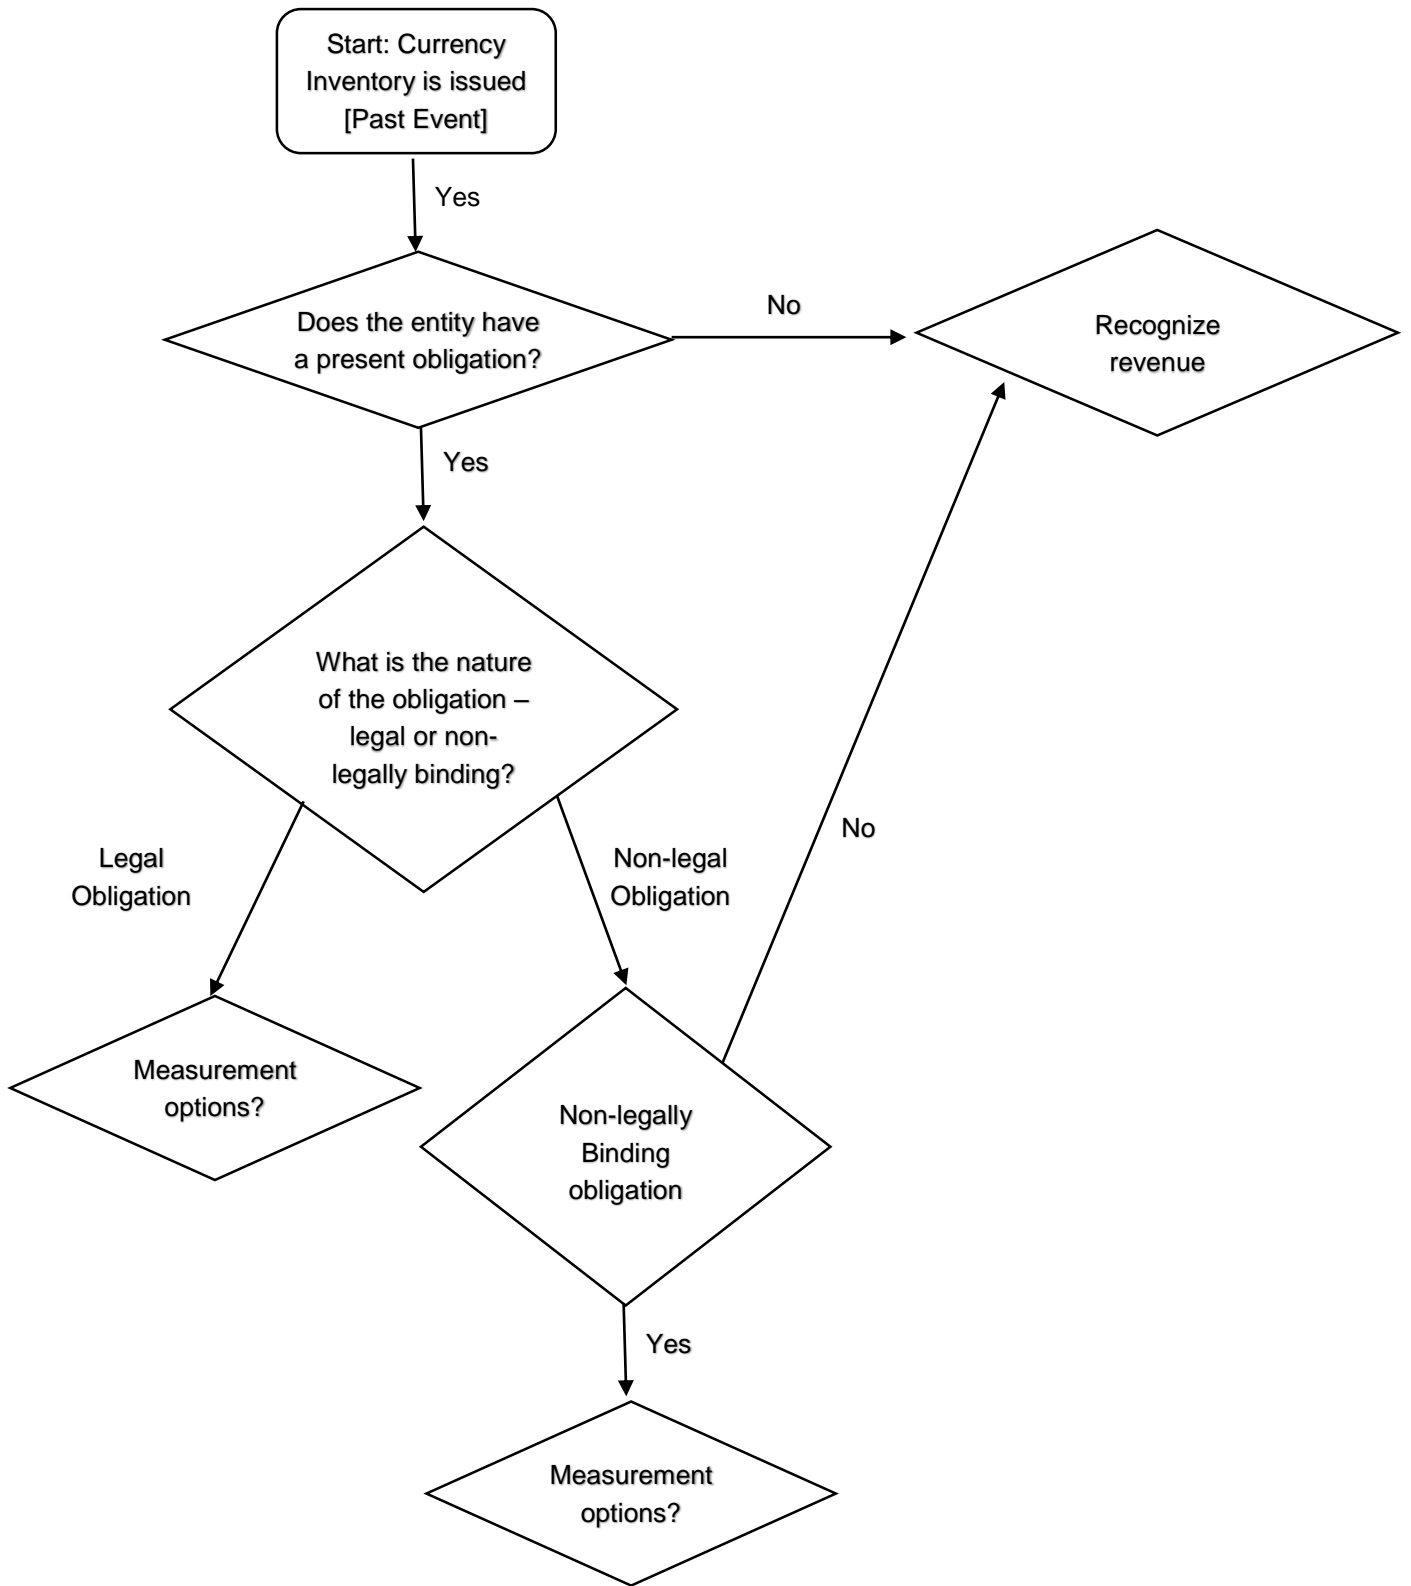 Start: Currency
Inventory is issued
[Past Event]
Yes
Does the entity have
a present obligation?
No
Recognize
revenue
Yes
What is the nature
of the obligation –
legal or non-
legally binding?
Legal
Obligation
Non-legal
Obligation
No
Measurement
options?
Non-legally
Binding
obligation
Yes
Measurement
options?